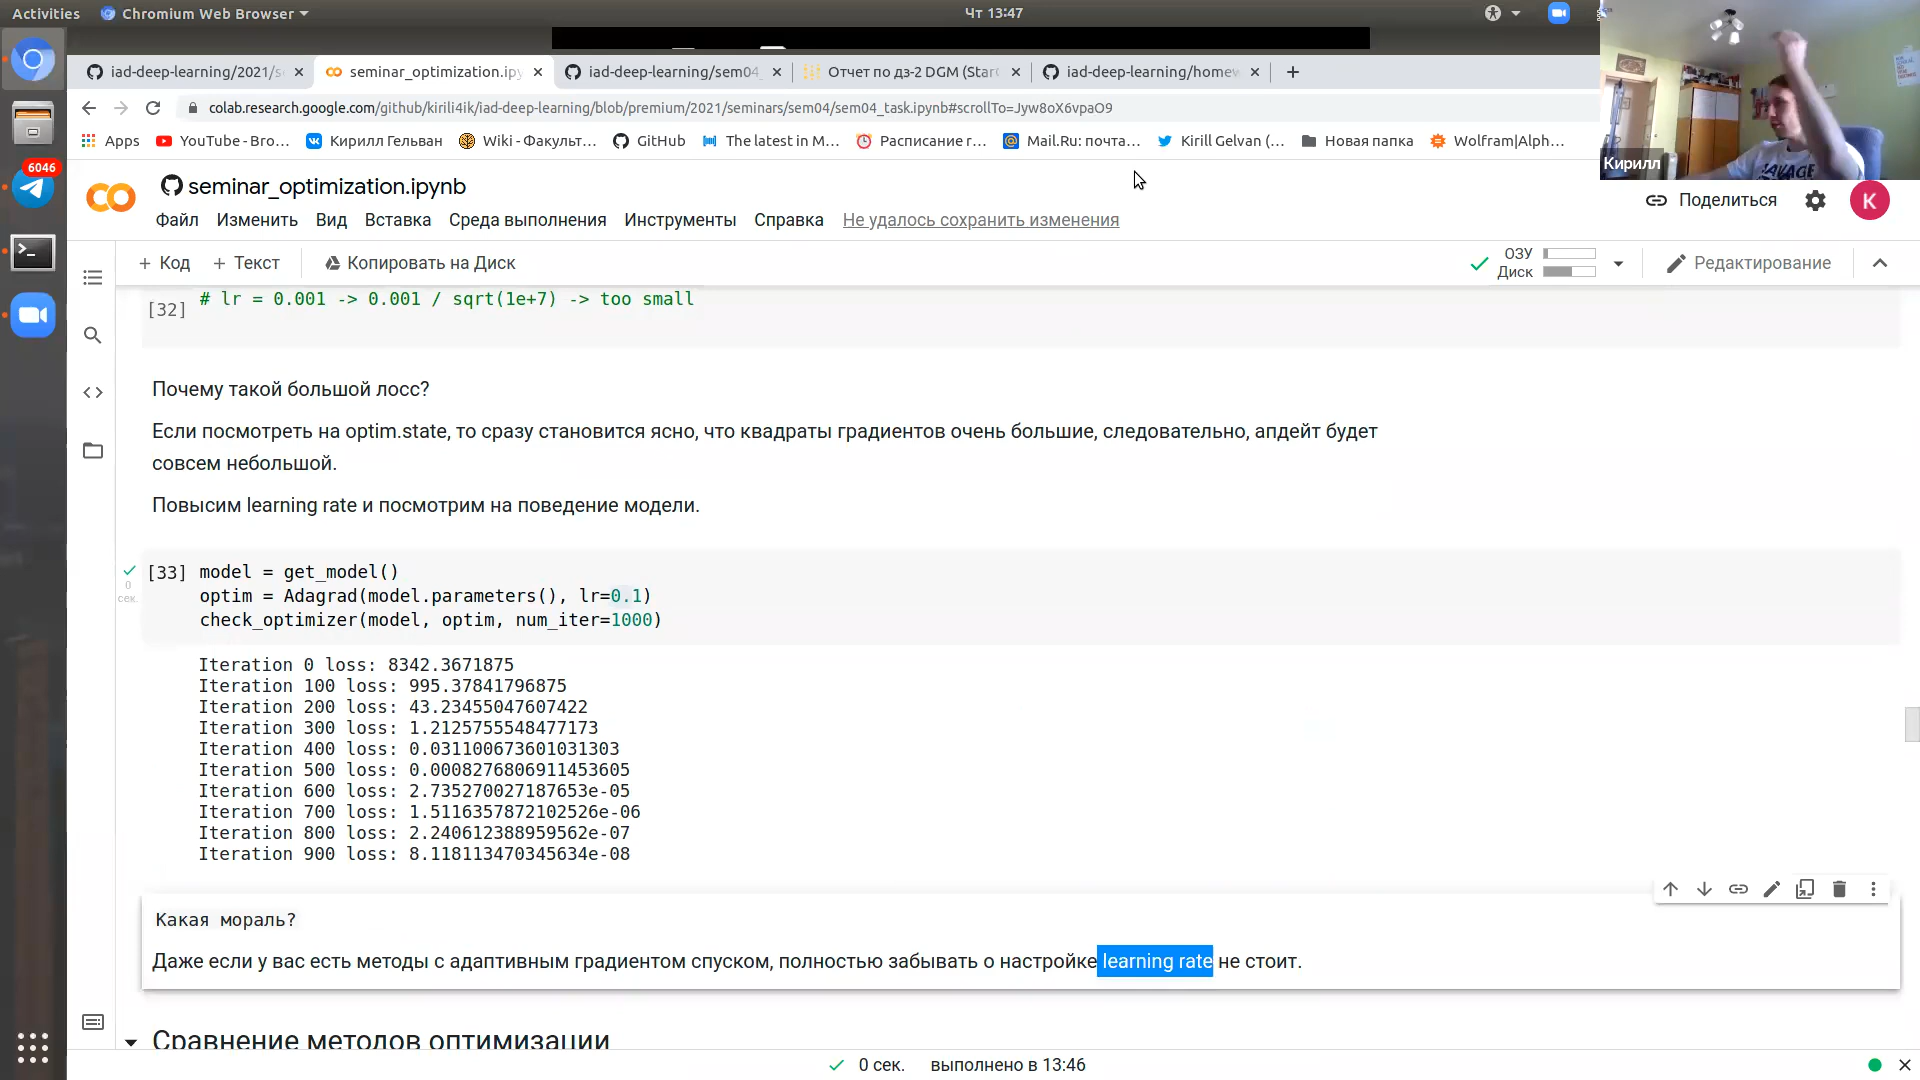 Activities
Chromium Web Browser
Чт 13:47
iad-deep-learning/2021/s
seminar_optimization.ipy
iad-deep-learning/sem04_
Отчет по дз-2 DGM (Star
iad-deep-learning/homew
colab.research.google.com/github/kirili4ik/iad-deep-learning/blob/premium/2021/seminars/sem04/sem04_task.ipynb#scrollTo=Jyw8oX6vpaO9
Apps
YouTube - Bro...
Кирилл Гельван
Wiki - Факульт...
GitHub
The latest in M...
Расписание г...
Mail.Ru: почта...
Kirill Gelvan (...
Новая папка
Wolfram|Alph...
Кирилл
6046
seminar_optimization.ipynb
Файл Изменить Вид Вставка Среда выполнения Инструменты Справка Не удалось сохранить изменения
Поделиться
K
+ Код + Текст Копировать на Диск
ОЗУ
Диск
Редактирование
[32] # lr = 0.001 -> 0.001 / sqrt(1e+7) -> too small
Почему такой большой лосс?
Если посмотреть на optim.state, то сразу становится ясно, что квадраты градиентов очень большие, следовательно, апдейт будет
совсем небольшой.
Повысим learning rate и посмотрим на поведение модели.
0
сек.
[33] model = get_model()
optim = Adagrad(model.parameters(), lr=0.1)
check_optimizer(model, optim, num_iter=1000)
Iteration 0 loss: 8342.3671875
Iteration 100 loss: 995.37841796875
Iteration 200 loss: 43.23455047607422
Iteration 300 loss: 1.2125755548477173
Iteration 400 loss: 0.031100673601031303
Iteration 500 loss: 0.0008276806911453605
Iteration 600 loss: 2.735270027187653e-05
Iteration 700 loss: 1.5116357872102526e-06
Iteration 800 loss: 2.240612388959562e-07
Iteration 900 loss: 8.118113470345634e-08
Какая мораль?
Даже если у вас есть методы с адаптивным градиентом спуском, полностью забывать о настройке learning rate не стоит.
Сравнение методов оптимизации
0 сек. выполнено в 13:46